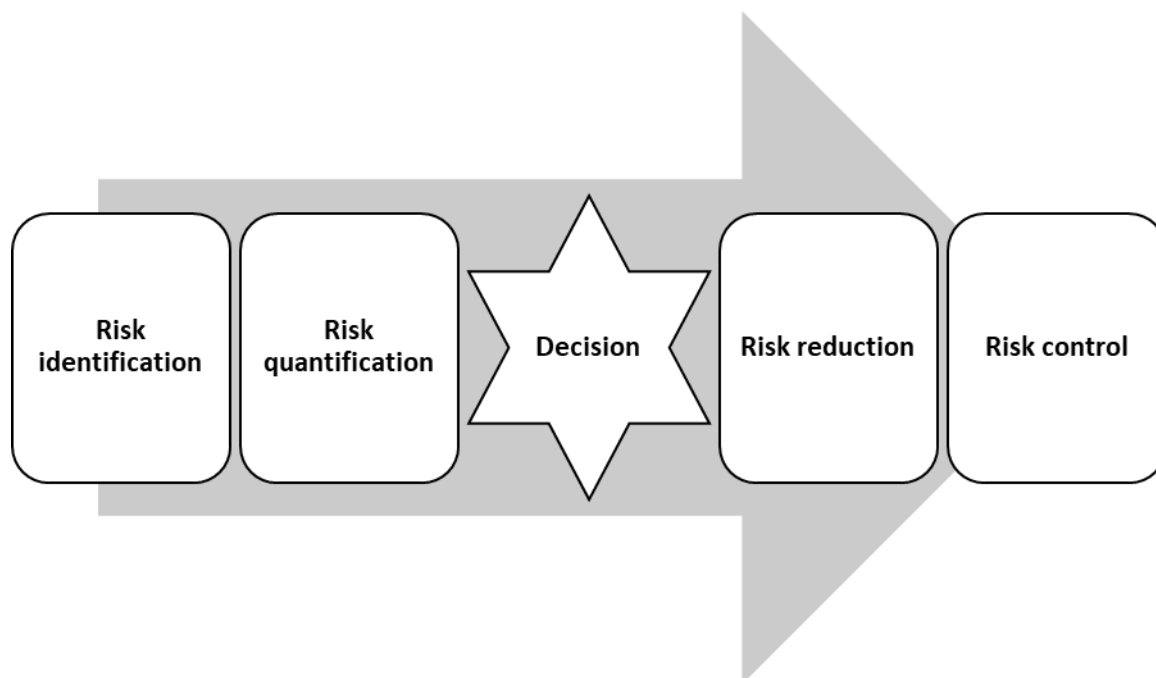 Risk
identification
Risk
quantification
Decision
Risk reduction
Risk control